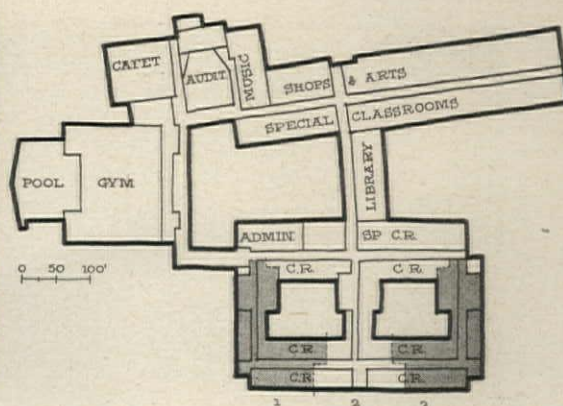 CAFET
AUDIT.
MUSIC
SHOPS & ARTS
SPECIAL CLASSROOMS
LIBRARY
POOL
GYM
ADMIN.
SP C.R.
0 50 100'
C.R. C.R.
C.R. C.R.
C.R. C.R.
1 2 3